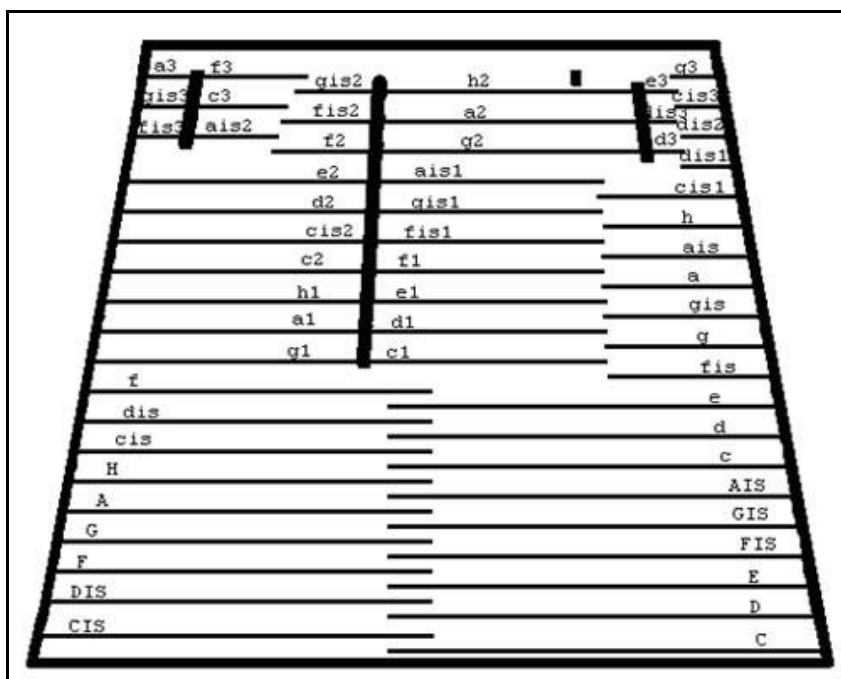 a3 f3 g3
gis2 h2 e3
gis3 c3 cis3
fis2 a2 dis3
fis3 ais2 dis2
f2 g2 d3
dis1
e2 ais1
cis1
d2 gis1
h
cis2 fis1
ais
c2 f1
a
h1 e1
gis
a1 d1
g
g1 c1
fis
f
e
dis
d
cis
c
H
AIS
A
GIS
G
FIS
F
E
DIS
D
CIS
C